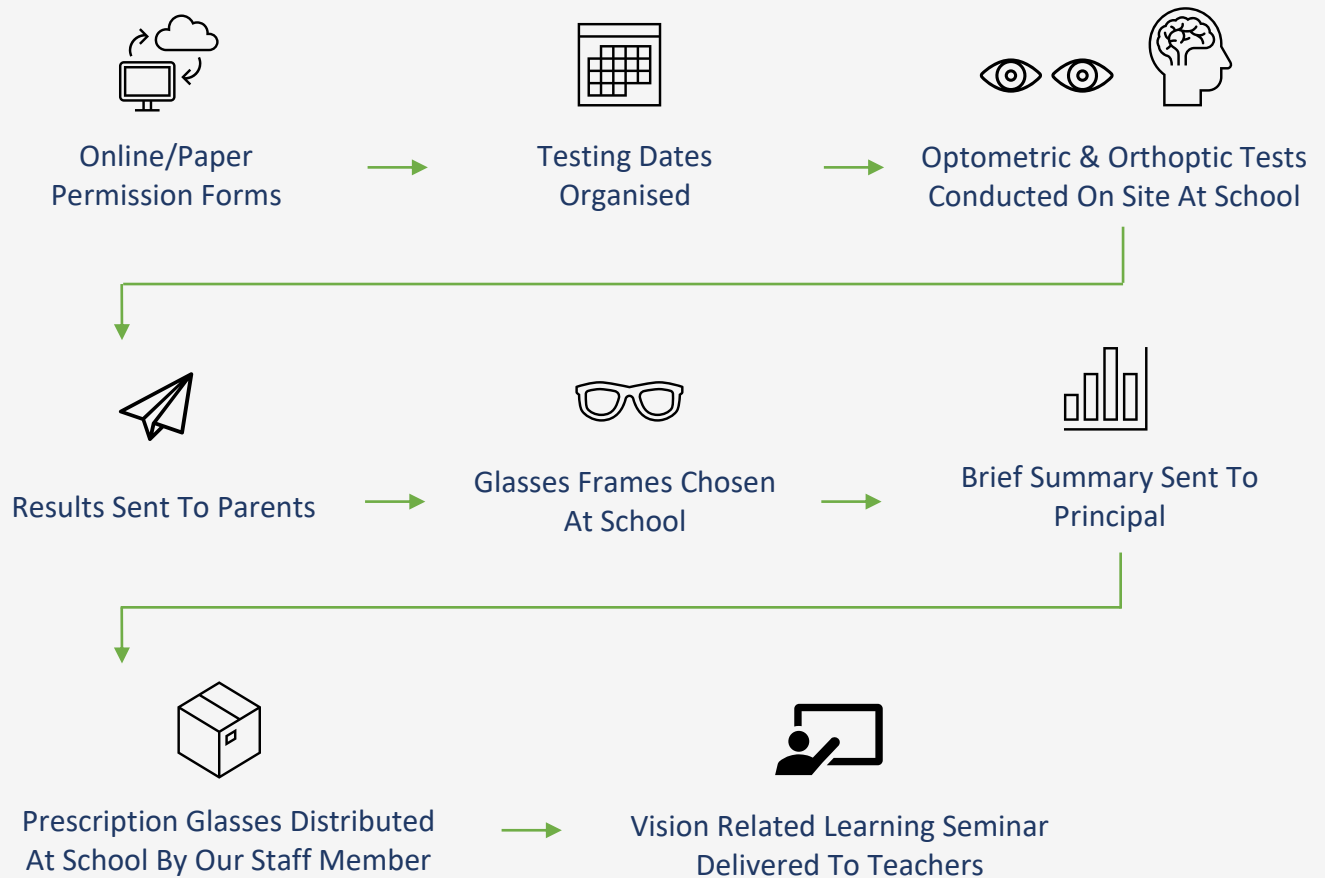 Online/Paper
Permission Forms
Testing Dates
Organised
Optometric & Orthoptic Tests
Conducted On Site At School
Results Sent To Parents
Glasses Frames Chosen
At School
Brief Summary Sent To
Principal
Prescription Glasses Distributed
At School By Our Staff Member
Vision Related Learning Seminar
Delivered To Teachers